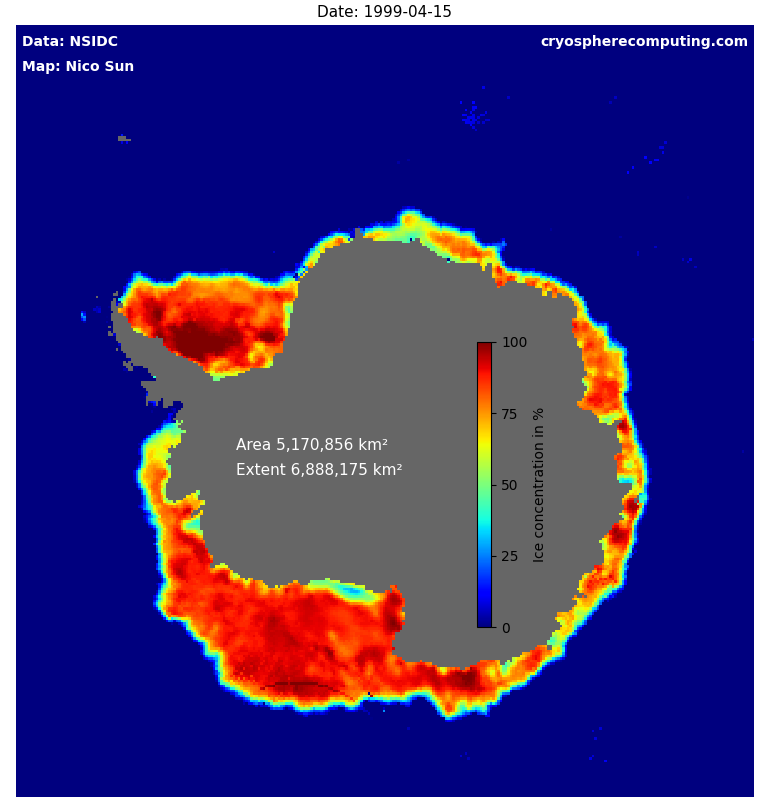 Date: 1999-04-15
Data: NSIDC
cryospherecomputing.com
Map: Nico Sun
Area 5,170,856 km²
Extent 6,888,175 km²
100
75
50
25
0
Ice concentration in %